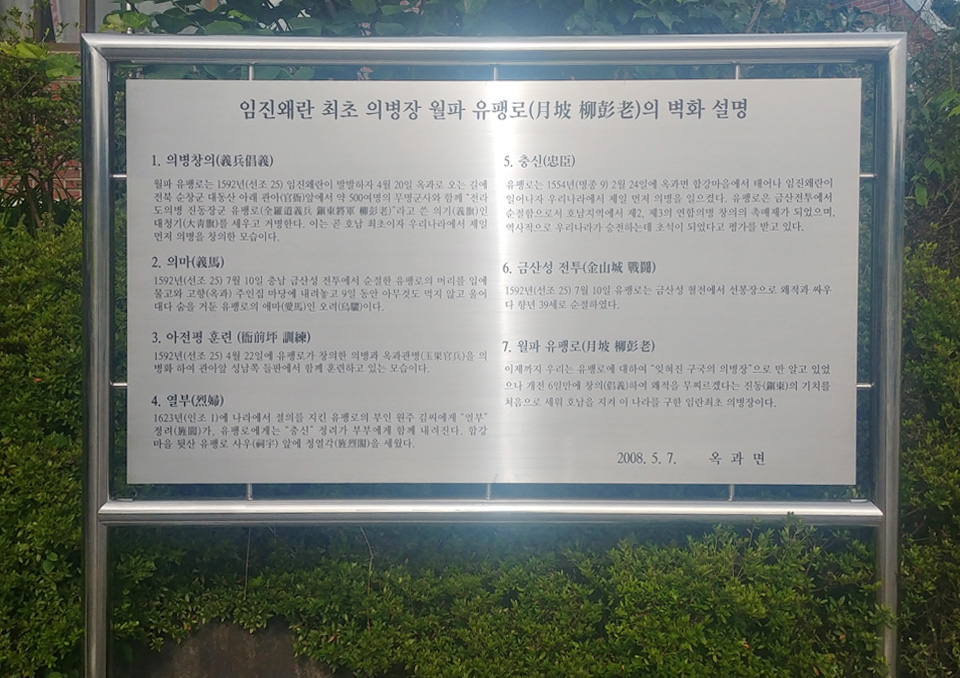 임진왜란 최초 의병장 월파 유팽로(月坡 柳彭老)의 벽화 설명
1. 의병창의(義兵倡義)
월파 유팽로는 1592년(선조 25) 임진왜란이 발발하자 4월 20일 옥과로 오는 길에
전북 순창군 대동산 아래 관아(官衙)앞에서 약 500여명의 무명군사와 함께 "전라
도의병 진동장군 유팽로(全羅道義兵 鎭東將軍 柳彭老)"라고 쓴 의기(義旗)인
대청기(大靑旗)를 세우고 거병한다. 이는 곧 호남 최초이자 우리나라에서 제일
먼저 의병을 창의한 모습이다.
2. 의마(義馬)
1592년(선조 25) 7월 10일 충남 금산성 전투에서 순절한 유팽로의 머리를 입에
물고와 고향(옥과) 주인집 마당에 내려놓고 9일 동안 아무것도 먹지 않고 울어
대다 숨을 거둔 유팽로의 애마(愛馬)인 오려(烏驪)이다.
3. 아전평 훈련 (衙前坪 訓練)
1592년(선조 25) 4월 22일에 유팽로가 창의한 의병과 옥과관병(玉果官兵)을 의
병화 하여 관아앞 성남쪽 들판에서 함께 훈련하고 있는 모습이다.
4. 열부(烈婦)
1623년(인조 1)에 나라에서 절의를 지킨 유팽로의 부인 원주 김씨에게 "열부"
정려(旌閭)가, 유팽로에게는 "충신" 정려가 부부에게 함께 내려진다. 합강
마을 뒷산 유팽로 사우(祠宇) 앞에 정열각(旌烈閣)을 세웠다.
5. 충신(忠臣)
유팽로는 1554년(명종 9) 2월 24일에 옥과면 합강마을에서 태어나 임진왜란이
일어나자 우리나라에서 제일 먼저 의병을 일으켰다. 유팽로는 금산전투에서
순절함으로서 호남지역에서 제2, 제3의 연합의병 창의의 촉매제가 되었으며,
역사적으로 우리나라가 승전하는데 초석이 되었다고 평가를 받고 있다.
6. 금산성 전투(金山城 戰鬪)
1592년(선조 25) 7월 10일 유팽로는 금산성 혈전에서 선봉장으로 왜적과 싸우
다 향년 39세로 순절하였다.
7. 월파 유팽로(月坡 柳彭老)
이제까지 우리는 유팽로에 대하여 "잊혀진 구국의 의병장"으로 만 알고 있었
으나 개전 6일만에 창의(倡義)하여 왜적을 무찌르겠다는 진동(鎭東)의 기치를
처음으로 세워 호남을 지켜 이 나라를 구한 임란최초 의병장이다.
2008. 5. 7. 옥 과 면